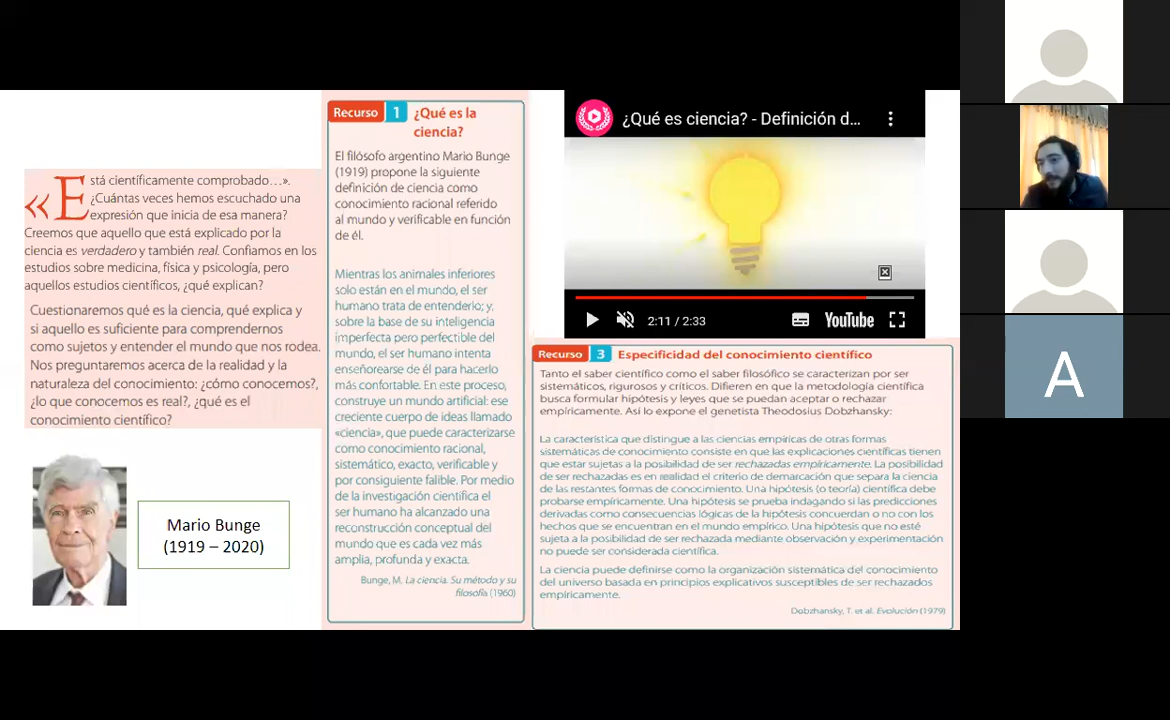 « Está científicamente comprobado…».
¿Cuántas veces hemos escuchado una
expresión que inicia de esa manera?
Creemos que aquello que está explicado por la
ciencia es verdadero y también real. Confiamos en los
estudios sobre medicina, física y psicología, pero
aquellos estudios científicos, ¿qué explican?
Cuestionaremos qué es la ciencia, qué explica y
si aquello es suficiente para comprendernos
como sujetos y entender el mundo que nos rodea.
Nos preguntaremos acerca de la realidad y la
naturaleza del conocimiento: ¿cómo conocemos?,
¿lo que conocemos es real?, ¿qué es el
conocimiento científico?
Mario Bunge
(1919 – 2020)
Recurso 1 ¿Qué es la
ciencia?
El filósofo argentino Mario Bunge
(1919) propone la siguiente
definición de ciencia como
conocimiento racional referido
al mundo y verificable en función
de él.
Mientras los animales inferiores
solo están en el mundo, el ser
humano trata de entenderlo; y,
sobre la base de su inteligencia
imperfecta pero perfectible del
mundo, el ser humano intenta
enseñorearse de él para hacerlo
más confortable. En este proceso,
construye un mundo artificial: ese
creciente cuerpo de ideas llamado
«ciencia», que puede caracterizarse
como conocimiento racional,
sistemático, exacto, verificable y
por consiguiente falible. Por medio
de la investigación científica el
ser humano ha alcanzado una
reconstrucción conceptual del
mundo que es cada vez más
amplia, profunda y exacta.
Bunge, M. La ciencia. Su método y su
filosofía (1960)
¿Qué es ciencia? - Definición d...
2:11 / 2:33
YouTube
Recurso 3 Especificidad del conocimiento científico
Tanto el saber científico como el saber filosófico se caracterizan por ser
sistemáticos, rigurosos y críticos. Difieren en que la metodología científica
busca formular hipótesis y leyes que se puedan aceptar o rechazar
empíricamente. Así lo expone el genetista Theodosius Dobzhansky:
La característica que distingue a las ciencias empíricas de otras formas
sistemáticas de conocimiento consiste en que las explicaciones científicas tienen
que estar sujetas a la posibilidad de ser rechazadas empíricamente. La posibilidad
de ser rechazadas es en realidad el criterio de demarcación que separa la ciencia
de las restantes formas de conocimiento. Una hipótesis (o teoría) científica debe
probarse empíricamente. Una hipótesis se prueba indagando si las predicciones
derivadas como consecuencias lógicas de la hipótesis concuerdan o no con los
hechos que se encuentran en el mundo empírico. Una hipótesis que no esté
sujeta a la posibilidad de ser rechazada mediante observación y experimentación
no puede ser considerada científica.
La ciencia puede definirse como la organización sistemática del conocimiento
del universo basada en principios explicativos susceptibles de ser rechazados
empíricamente.
Dobzhansky, T. et al. Evolución (1979)
A